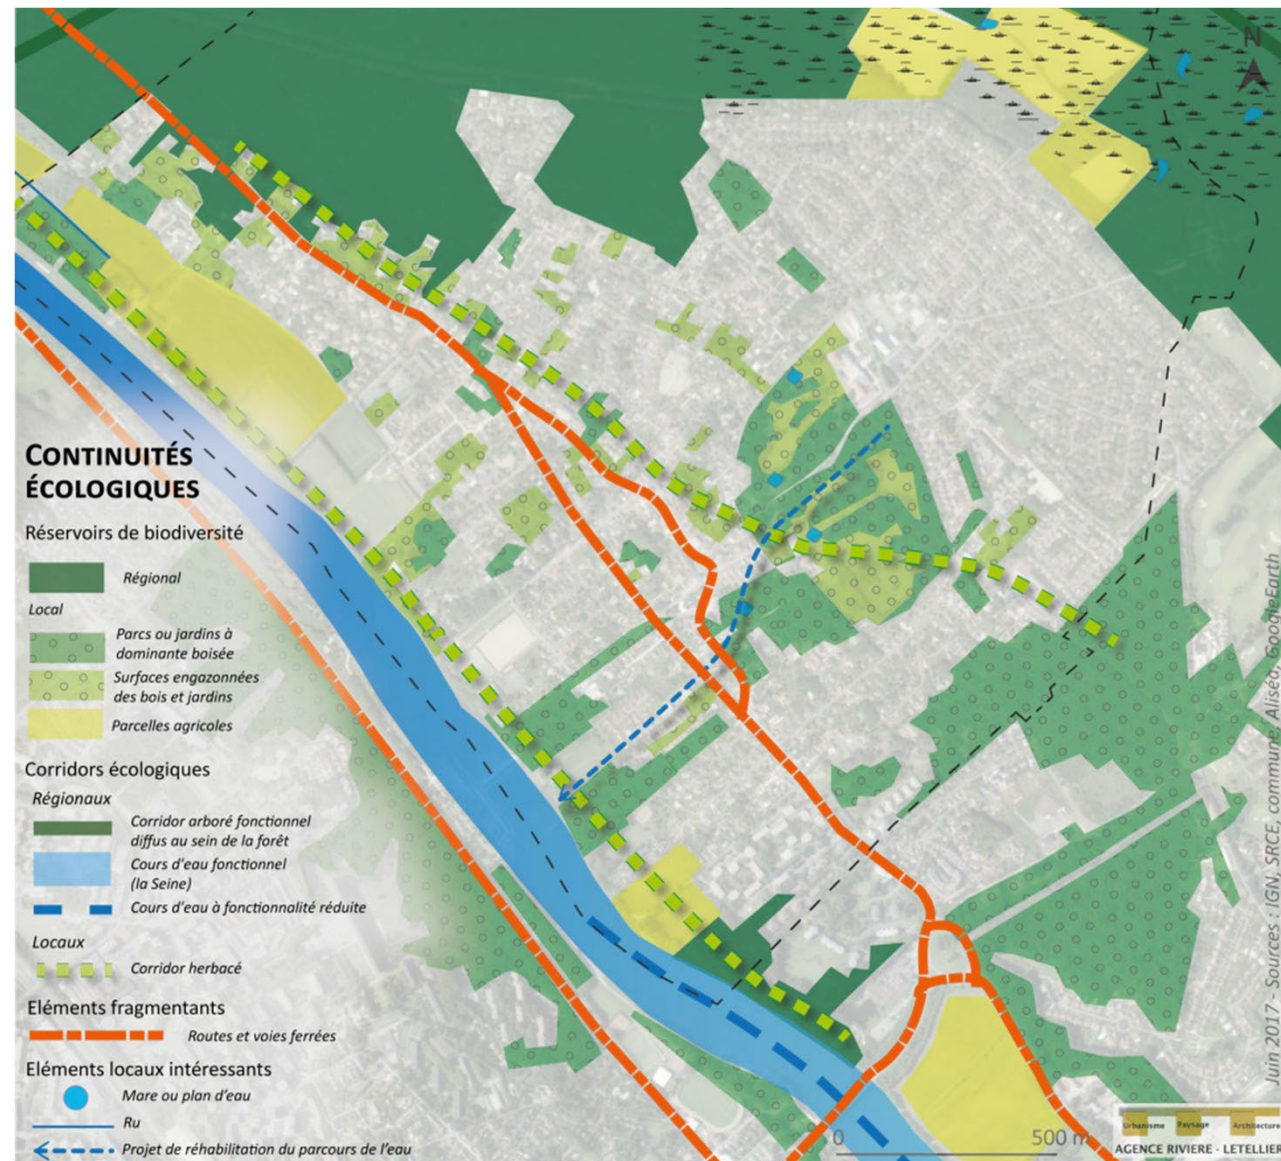 N
CONTINUITÉS
ÉCOLOGIQUES
Réservoirs de biodiversité
Régional
Local
Parcs ou jardins à
dominante boisée
Surfaces engazonnées
des bois et jardins
Parcelles agricoles
Corridors écologiques
Régionaux
Corridor arboré fonctionnel
diffus au sein de la forêt
Cours d'eau fonctionnel
(la Seine)
Cours d'eau à fonctionnalité réduite
Locaux
Corridor herbacé
Eléments fragmentants
Routes et voies ferrées
Eléments locaux intéressants
Mare ou plan d'eau
Ru
Projet de réhabilitation du parcours de l'eau
0 500 m
Juin 2017 - Sources : IGN, SRCE, commune, Aliséa, GoogleEarth
Urbanisme Paysage Architecture
AGENCE RIVIERE - LETELLIER